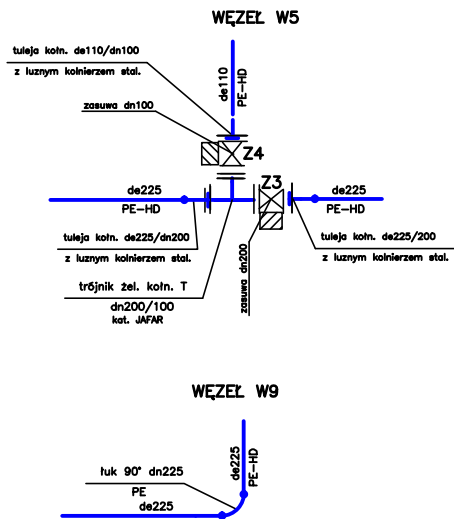 WĘZEŁ W5
tuleja kołn. de110/dn100
z luznym kolnierzem stal.
de110
PE-HD
zasuwa dn100
Z4
Z3
de225
PE-HD
de225
PE-HD
tuleja kołn. de225/dn200
z luznym kolnierzem stal.
tuleja kołn. de225/200
z luznym kolnierzem stal.
zasuwa dn200
trójnik żel. kołn. T
dn200/100
kat. JAFAR
WĘZEŁ W9
de225
PE-HD
łuk 90° dn225
PE
de225